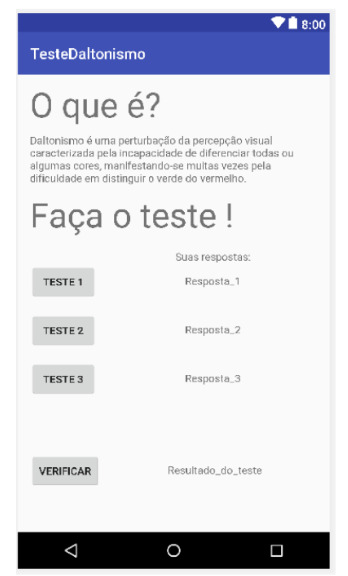 8:00
TesteDaltonismo
O que é?
Daltonismo é uma perturbação da percepção visual
caracterizada pela incapacidade de diferenciar todas ou
algumas cores, manifestando-se muitas vezes pela
dificuldade em distinguir o verde do vermelho.
Faça o teste !
Suas respostas:
TESTE 1 Resposta_1
TESTE 2 Resposta_2
TESTE 3 Resposta_3
VERIFICAR Resultado_do_teste